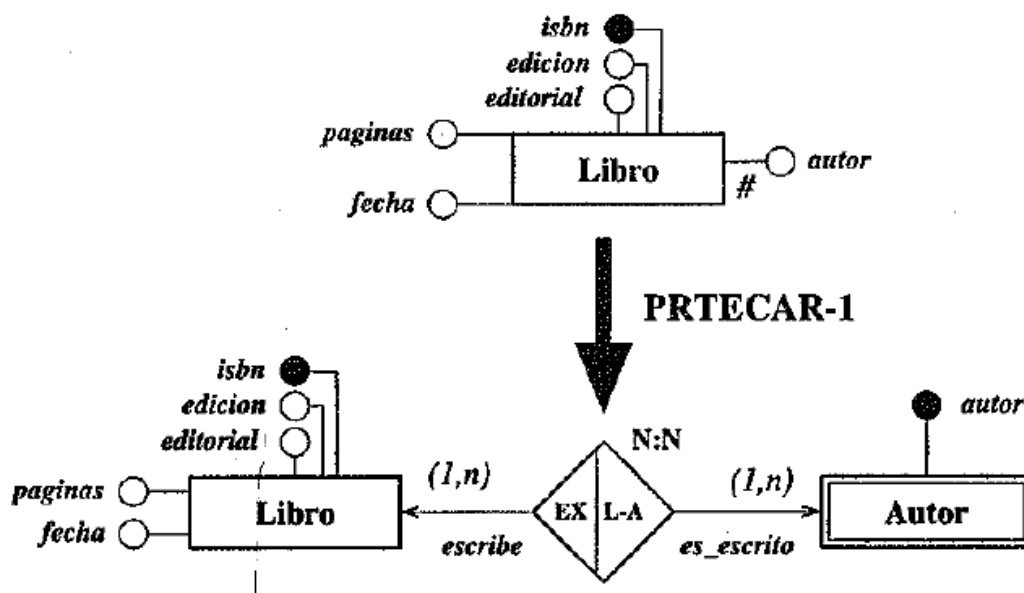 isbn
edicion
editorial
paginas
Libro
autor
#
fecha
PRTECAR-1
isbn
edicion
editorial
paginas
fecha
Libro
(1,n)
escribe
N:N
EX
L-A
(1,n)
es_escrito
autor
Autor